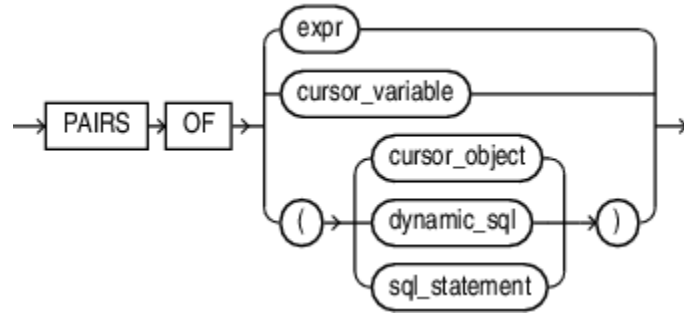 expr
PAIRS OF cursor_variable
cursor_object
( dynamic_sql )
sql_statement